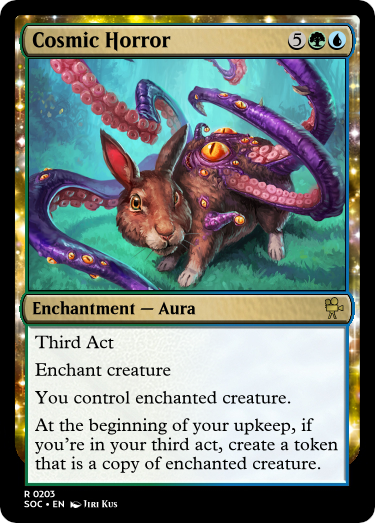 Cosmic Horror 5
Enchantment — Aura
Third Act
Enchant creature
You control enchanted creature.
At the beginning of your upkeep, if
you're in your third act, create a token
that is a copy of enchanted creature.
R 0203
SOC • EN Jiri Kus